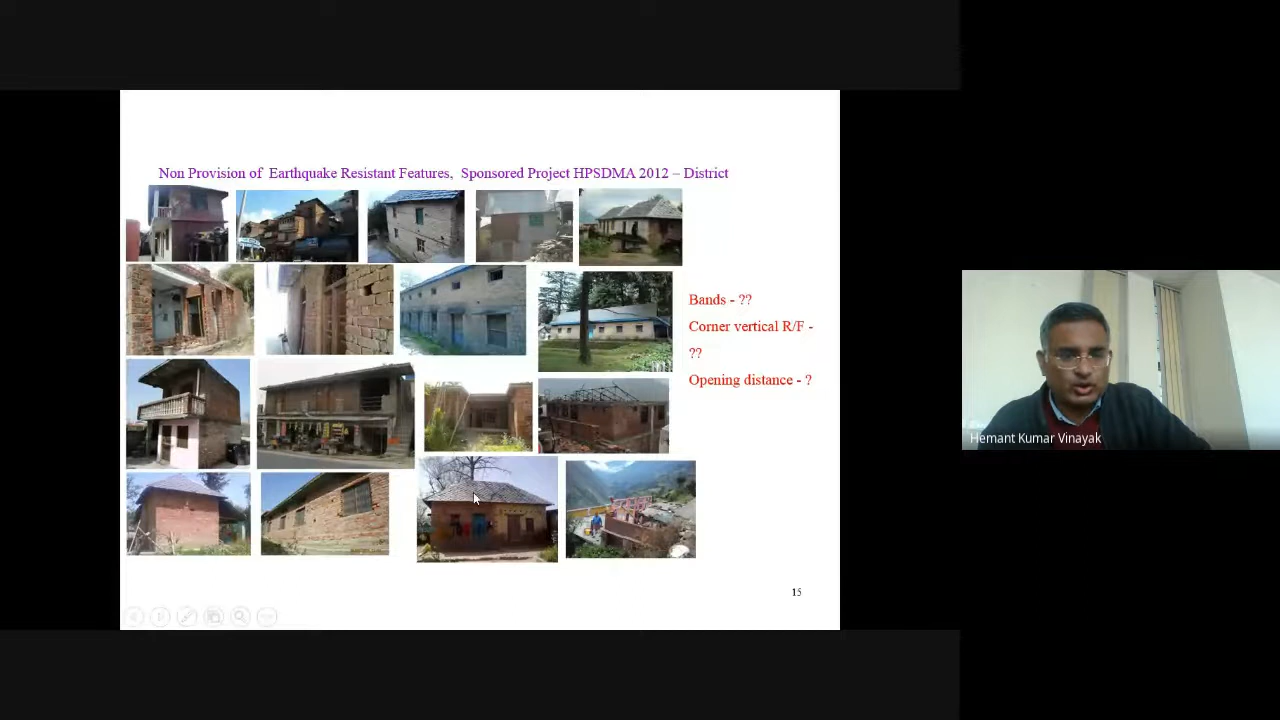 Non Provision of Earthquake Resistant Features, Sponsored Project HPSDMA 2012 – District
Bands - ??
Corner vertical R/F -
??
Opening distance - ?
Hemant Kumar Vinayak
15